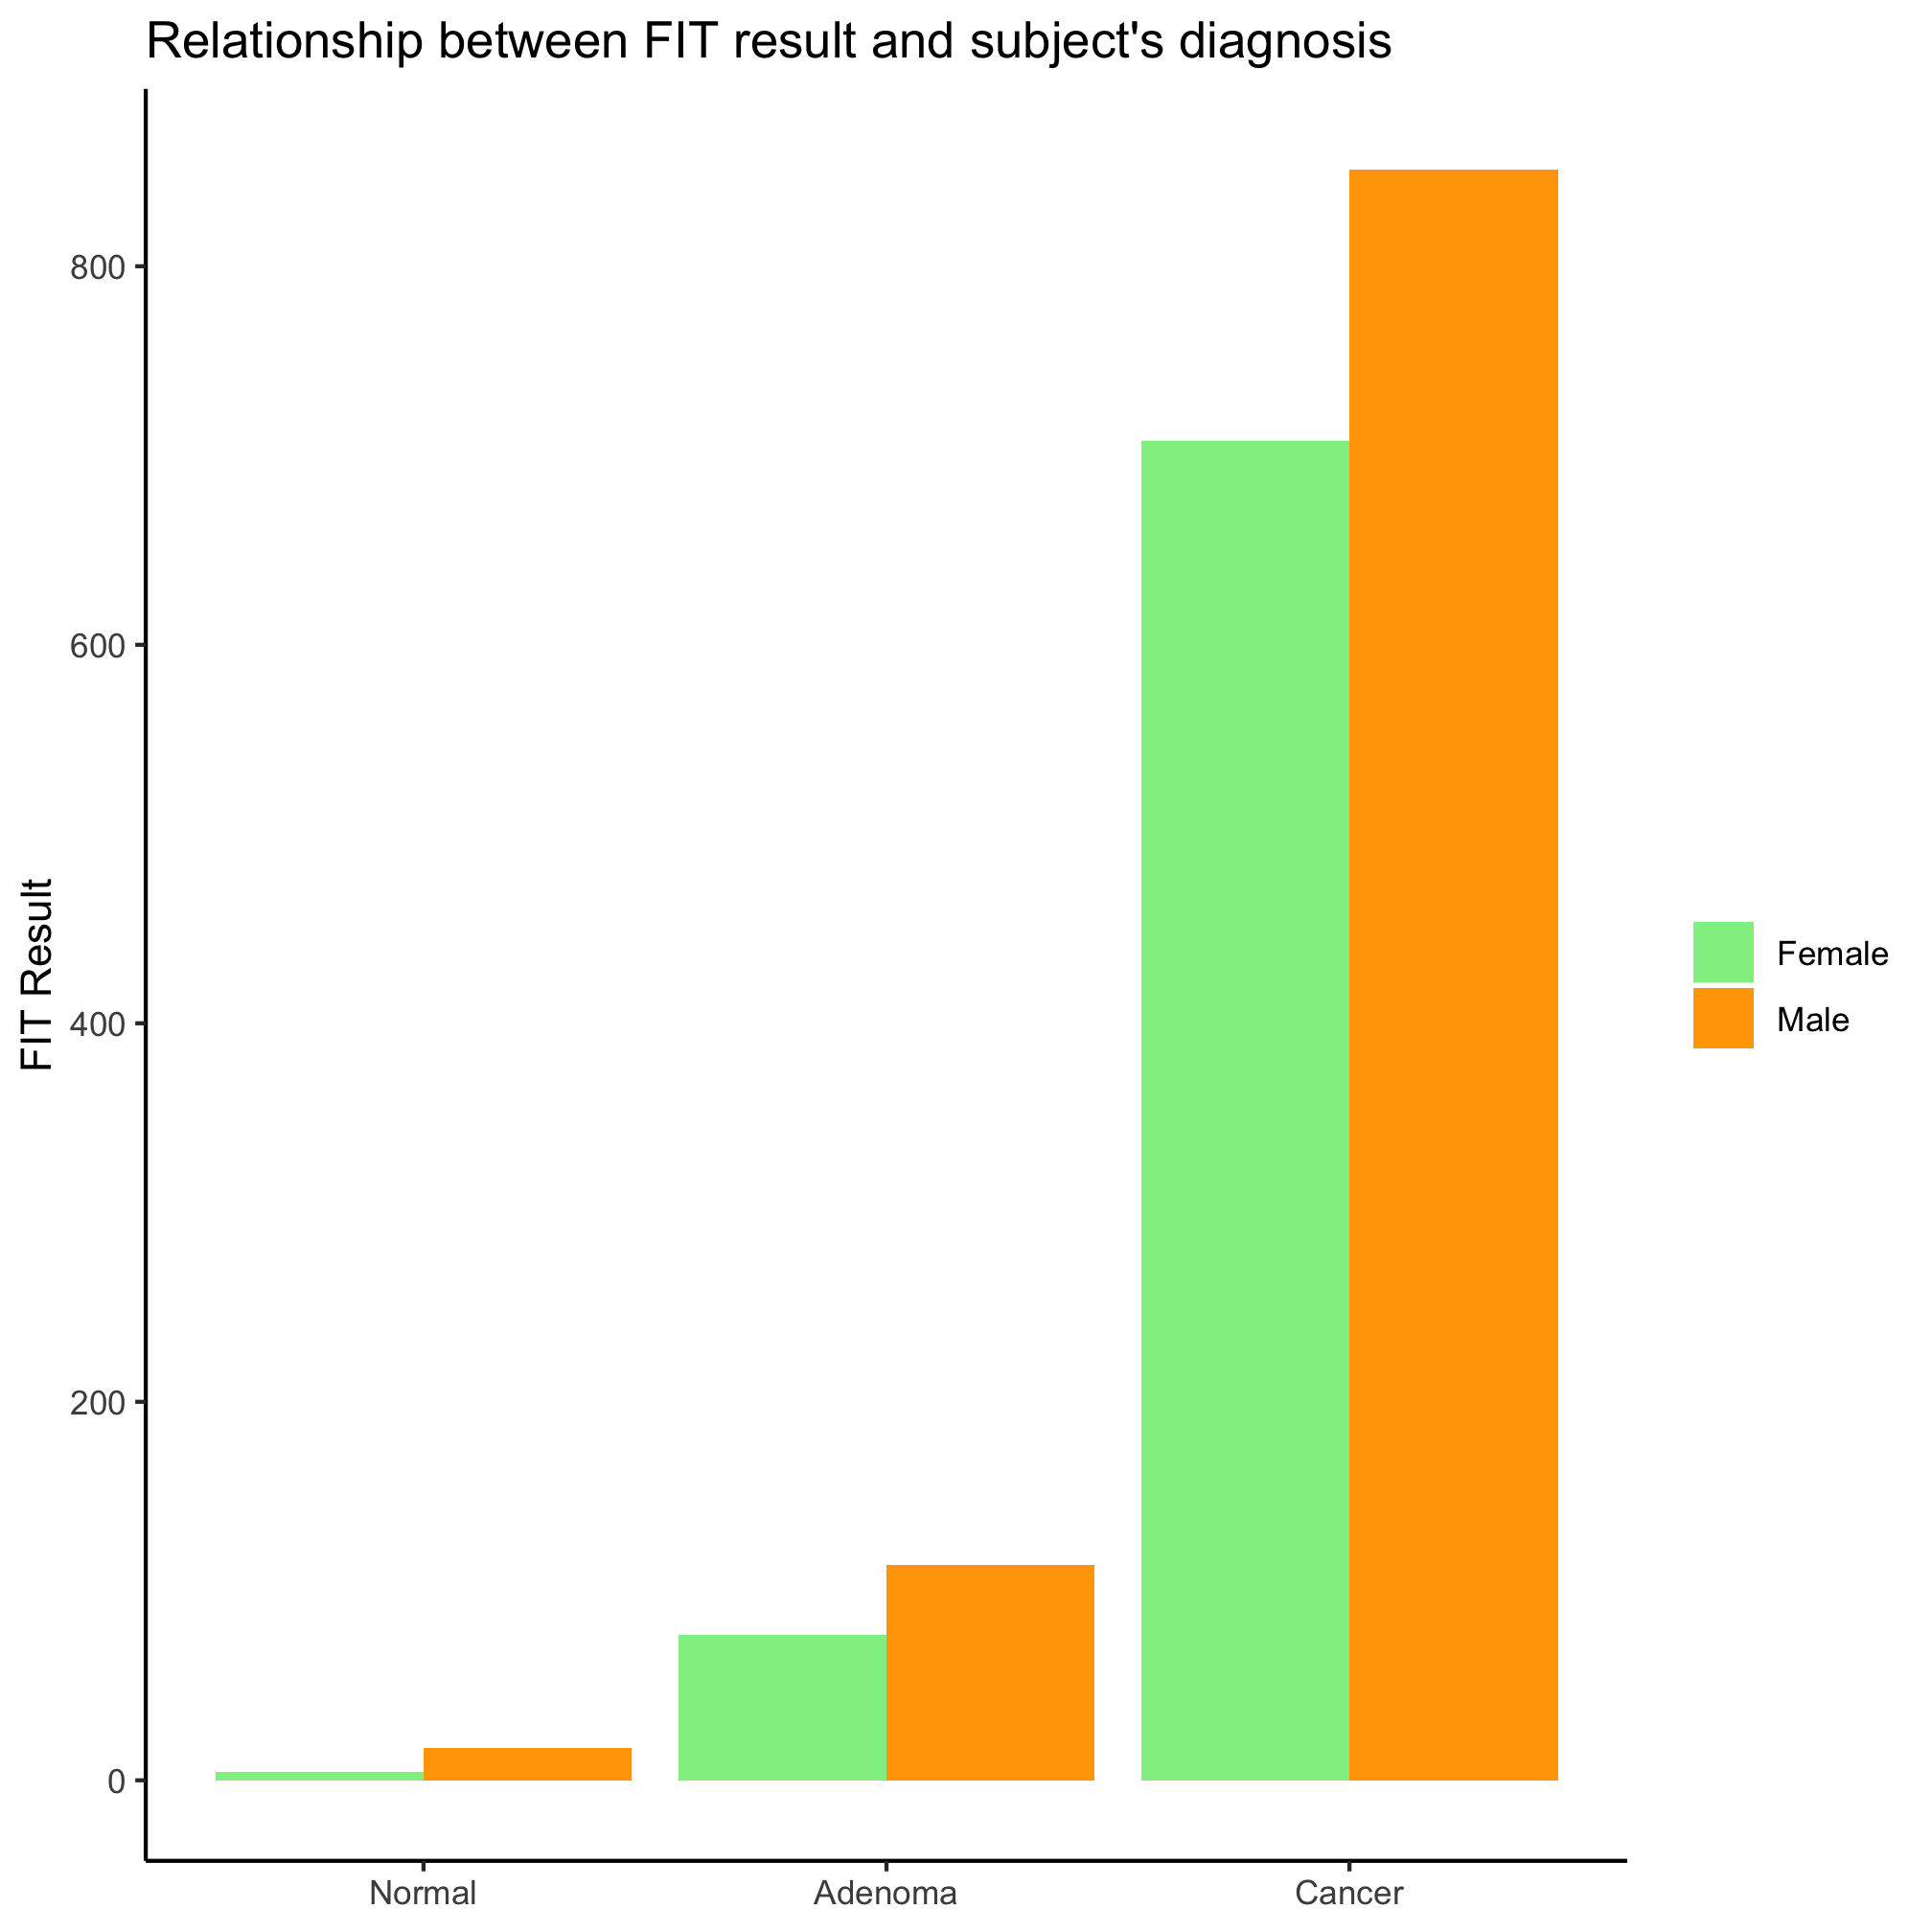 Relationship between FIT result and subject's diagnosis
FIT Result
800
600
400
200
0
Normal
Adenoma
Cancer
Female
Male